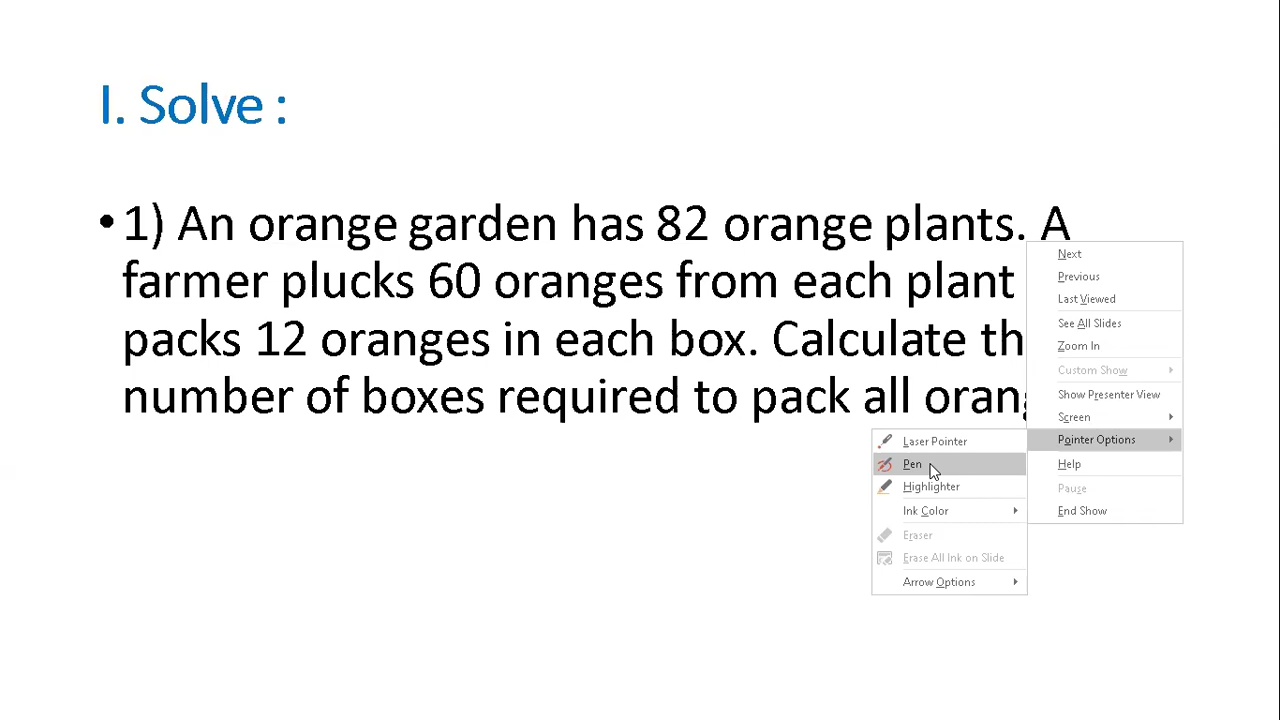 I. Solve :
•1) An orange garden has 82 orange plants. A
farmer plucks 60 oranges from each plant
packs 12 oranges in each box. Calculate
number of boxes required to pack all
Next
Previous
Last Viewed
See All Slides
Zoom In
Custom Show
Show Presenter View
Screen
Pointer Options
Help
Pause
End Show
Laser Pointer
Pen
Highlighter
Ink Color
Eraser
Erase All Ink on Slide
Arrow Options